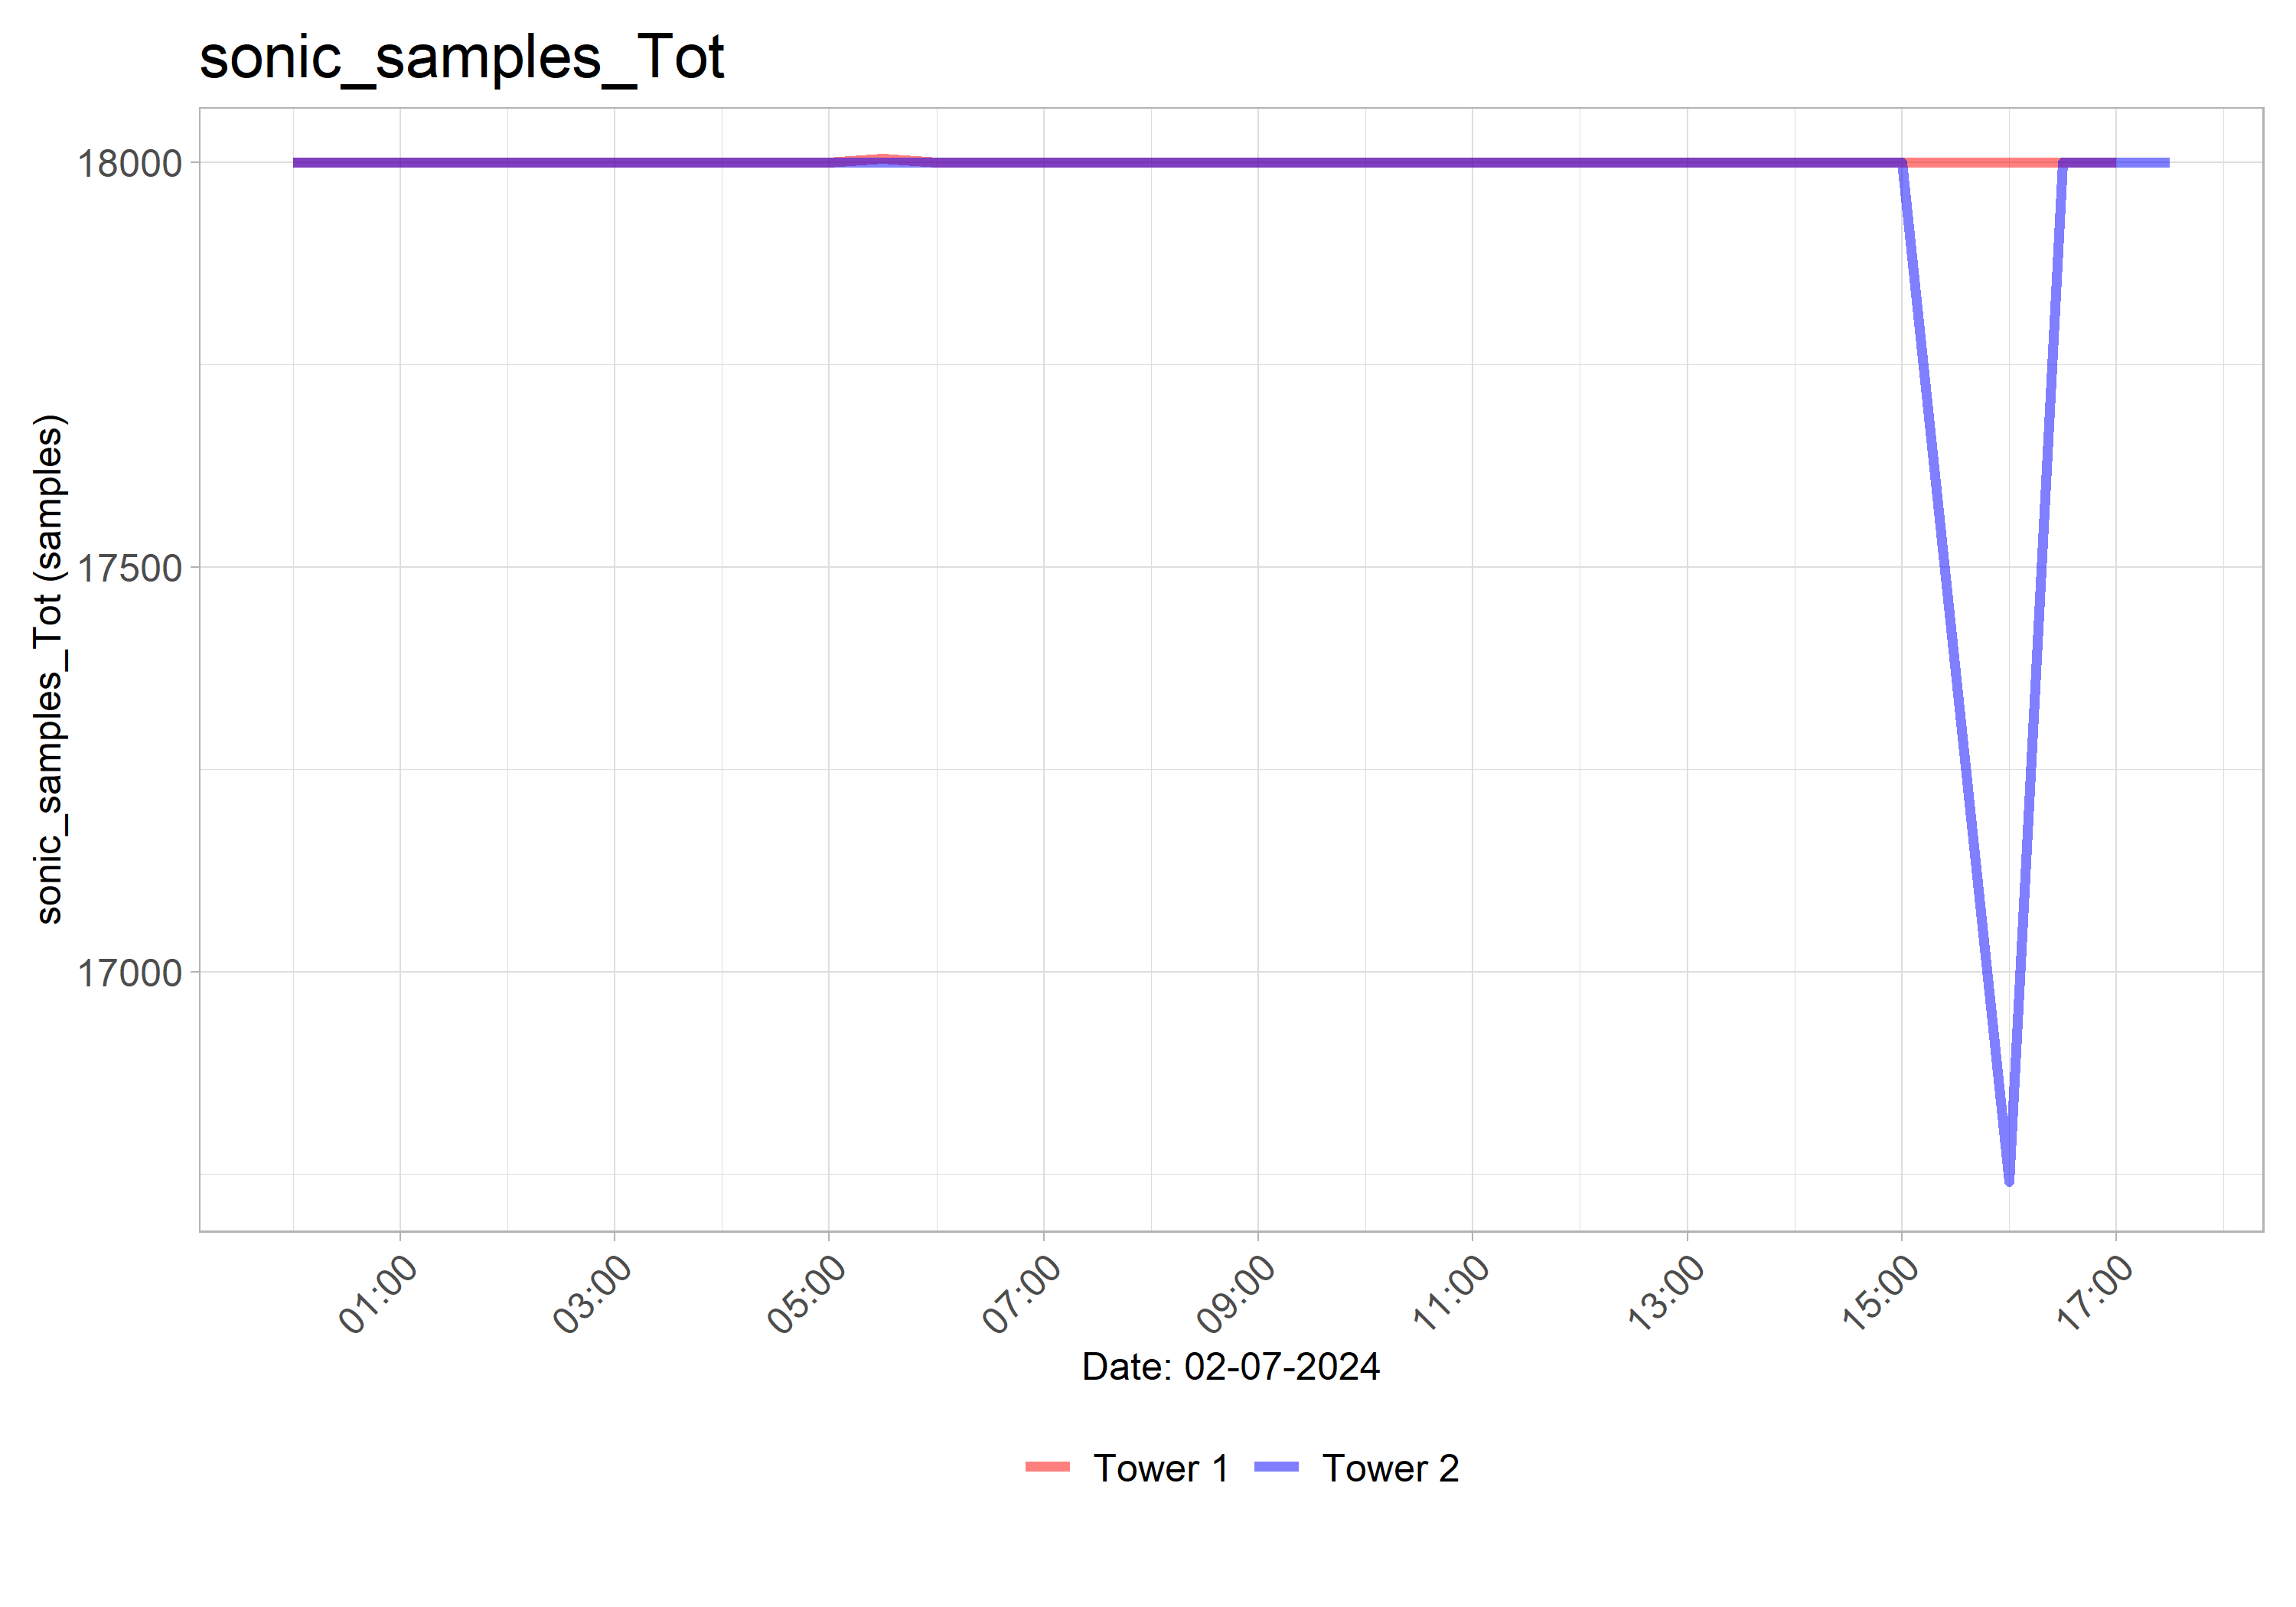 sonic_samples_Tot
sonic_samples_Tot (samples)
18000
17500
17000
01:00
03:00
05:00
07:00
09:00
11:00
13:00
15:00
17:00
Date: 02-07-2024
Tower 1
Tower 2